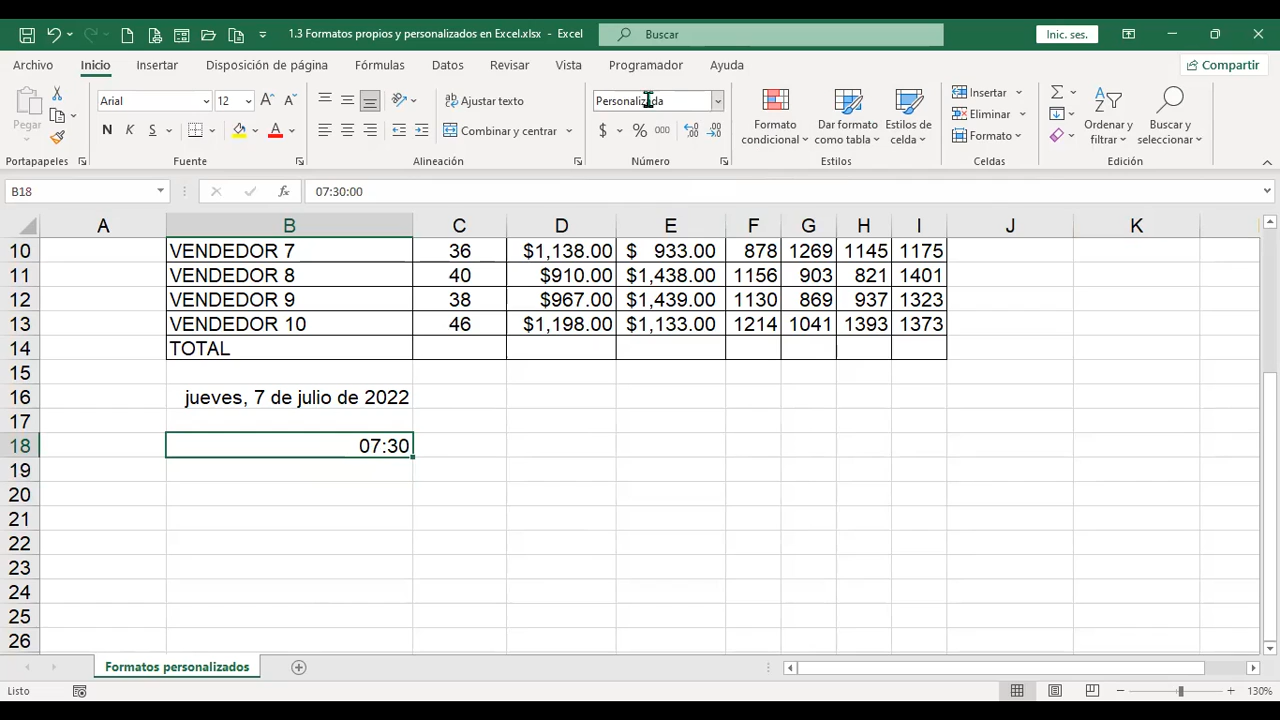 1.3 Formatos propios y personalizados en Excel.xlsx - Excel
Buscar
Inic. ses.
Archivo Inicio Insertar Disposición de página Fórmulas Datos Revisar Vista Programador Ayuda Compartir
Pegar
Arial 12
Ajustar texto
Personalizada
Formato condicional
Dar formato como tabla
Estilos de celda
Insertar
Eliminar
Formato
Ordenar y filtrar
Buscar y seleccionar
N K S A
Combinar y centrar
$ % 000
Portapapeles Fuente Alineación Número Estilos Celdas Edición
B18 fx 07:30:00
A B C D E F G H I J K
10 VENDEDOR 7 36 $1,138.00 $ 933.00 878 1269 1145 1175
11 VENDEDOR 8 40 $910.00 $1,438.00 1156 903 821 1401
12 VENDEDOR 9 38 $967.00 $1,439.00 1130 869 937 1323
13 VENDEDOR 10 46 $1,198.00 $1,133.00 1214 1041 1393 1373
14 TOTAL
15
16 jueves, 7 de julio de 2022
17
18 07:30
19
20
21
22
23
24
25
26
Formatos personalizados
Listo 130%